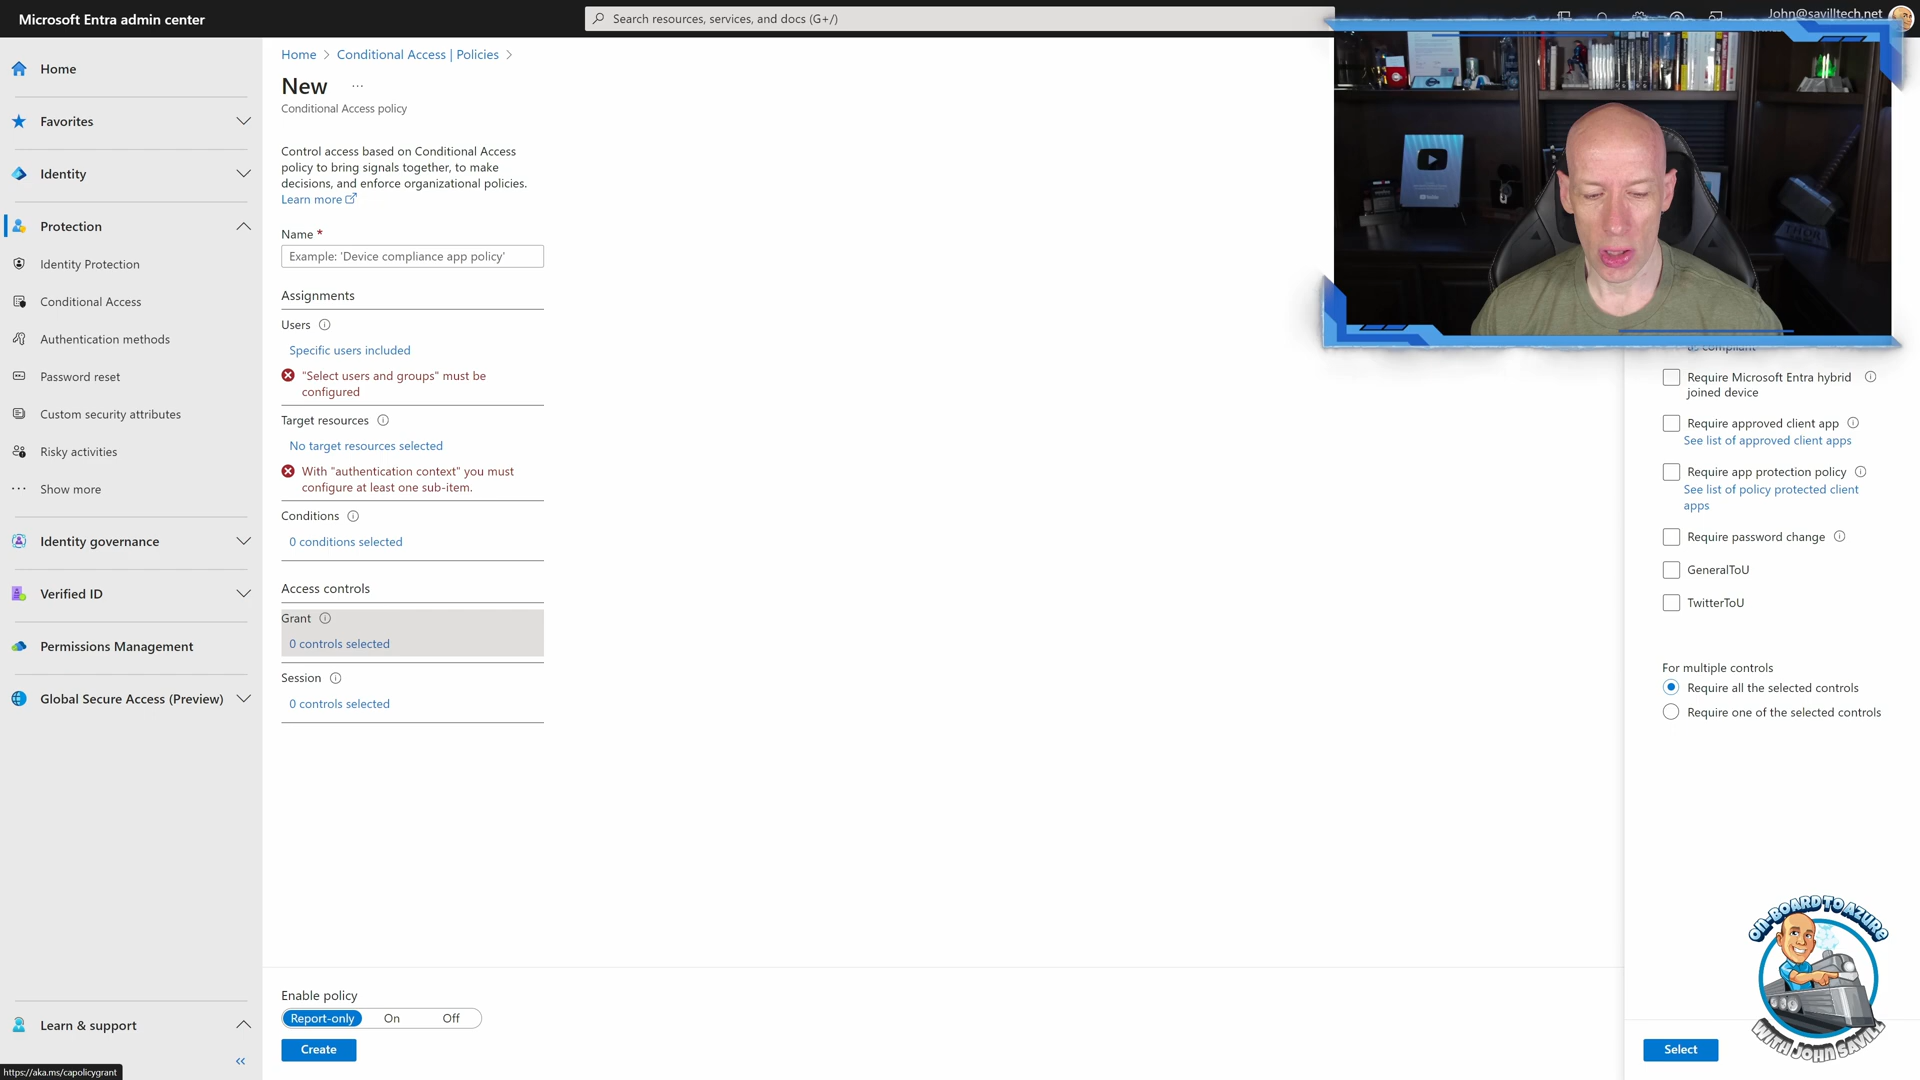 Microsoft Entra admin center
Search resources, services, and docs (G+/)
John@savilltech.net
Home
Favorites
Identity
Protection
Identity Protection
Conditional Access
Authentication methods
Password reset
Custom security attributes
Risky activities
Show more
Identity governance
Verified ID
Permissions Management
Global Secure Access (Preview)
Learn & support
https://aka.ms/capolicygrant
Home > Conditional Access | Policies >
New ...
Conditional Access policy
Control access based on Conditional Access
policy to bring signals together, to make
decisions, and enforce organizational policies.
Learn more
Name *
Example: 'Device compliance app policy'
Assignments
Users
Specific users included
"Select users and groups" must be
configured
Target resources
No target resources selected
With "authentication context" you must
configure at least one sub-item.
Conditions
0 conditions selected
Access controls
Grant
0 controls selected
Session
0 controls selected
Enable policy
Report-only On Off
Create
Require Microsoft Entra hybrid
joined device
Require approved client app
See list of approved client apps
Require app protection policy
See list of policy protected client
apps
Require password change
GeneralToU
TwitterToU
For multiple controls
Require all the selected controls
Require one of the selected controls
Select
ON-BOARD TO AZURE
WITH JOHN SAVILL
THOR